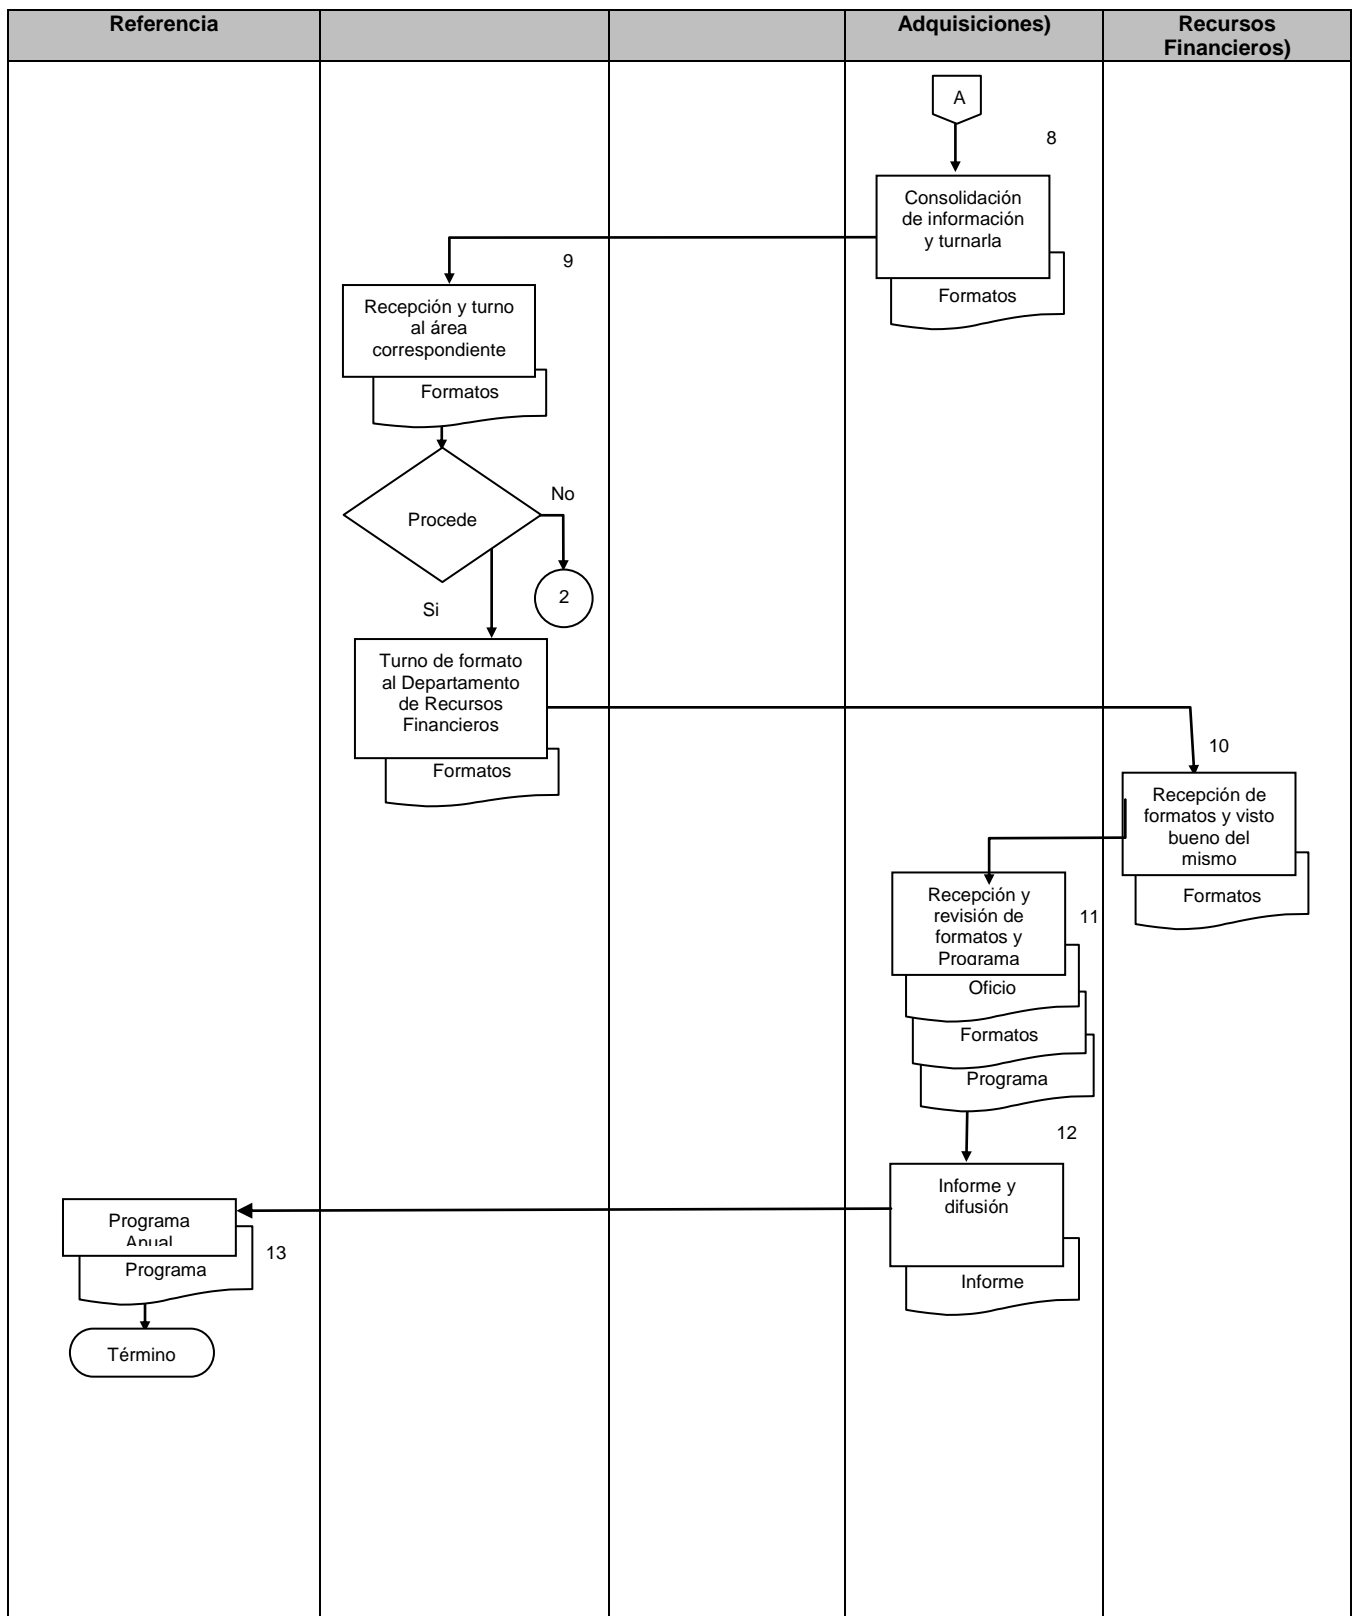 Referencia
Adquisiciones)
Recursos
Financieros)
A
8
Consolidación
de información
y turnarla
Formatos
9
Recepción y turno
al área
correspondiente
Formatos
Procede
No
2
Si
Turno de formato
al Departamento
de Recursos
Financieros
Formatos
10
Recepción de
formatos y visto
bueno del
mismo
Formatos
Recepción y
revisión de
formatos y
Programa
11
Oficio
Formatos
Programa
12
Informe y
difusión
Informe
Programa
Anual
13
Programa
Término